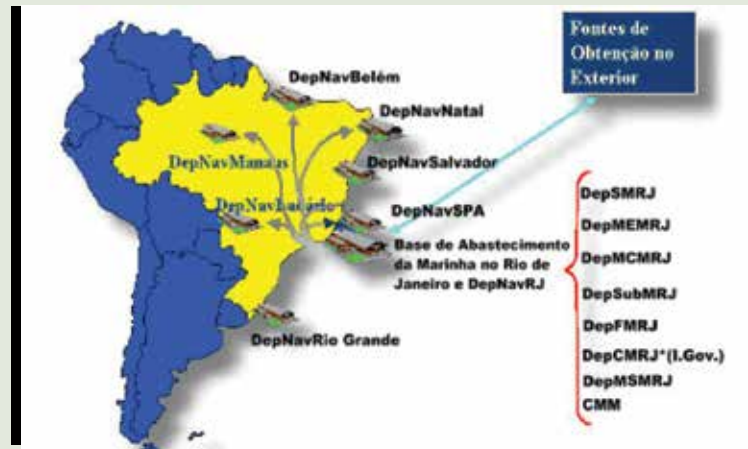 Fontes de
Obtenção no
Exterior
DepNavBelém
DepNavNatal
DepNavManaus
DepNavSalvador
DepNavLadário
DepNavSPA
Base de Abastecimento
da Marinha no Rio de
Janeiro e DepNavRJ
DepNavRio Grande
DepSMRJ
DepMEMRJ
DepMCMRJ
DepSubMRJ
DepFMRJ
DepCMRJ*(I.Gov.)
DepMSMRJ
CMM